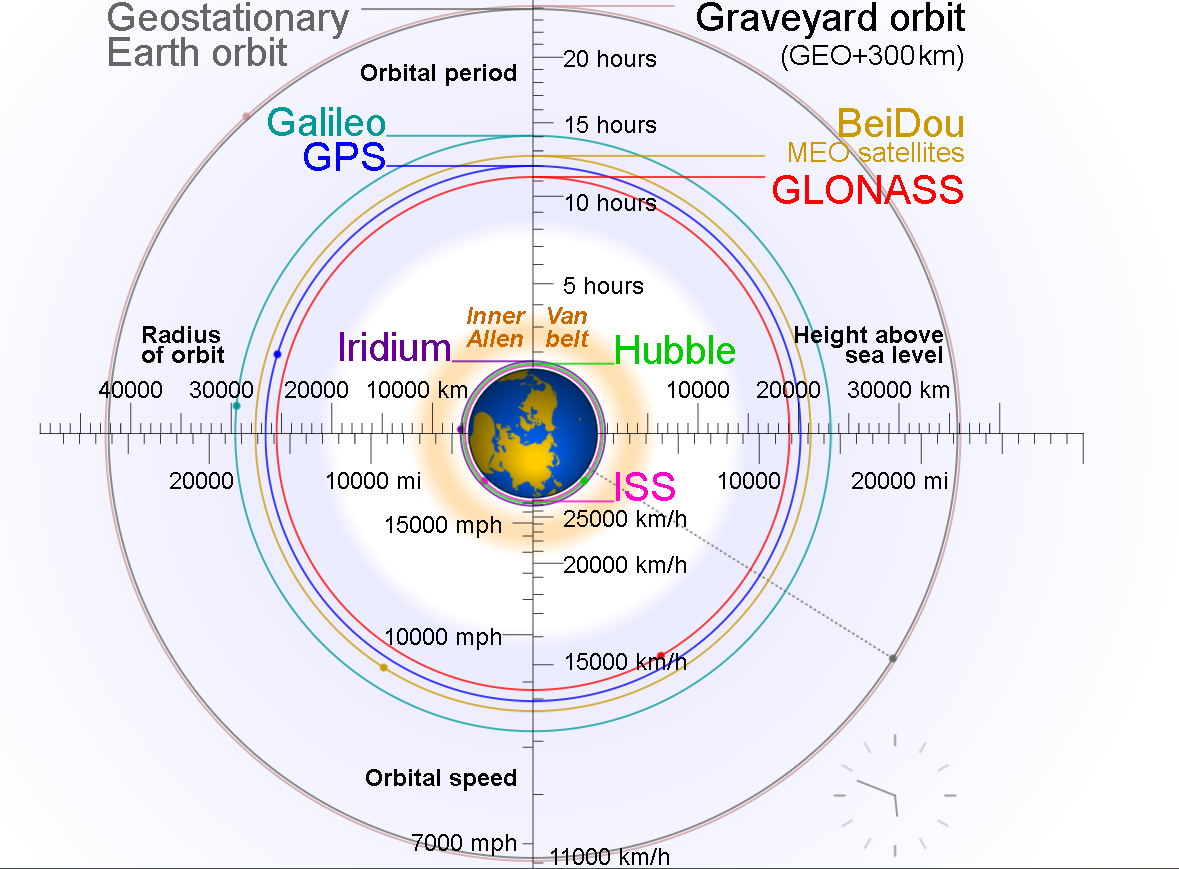 Geostationary
Earth orbit
Graveyard orbit
(GEO+300km)
Orbital period
20 hours
Galileo
15 hours
BeiDou
MEO satellites
GPS
GLONASS
10 hours
5 hours
Inner Van
Allen belt
Radius
of orbit
Iridium
Hubble
Height above
sea level
40000 30000 20000 10000 km
10000 20000 30000 km
20000 10000 mi
ISS
10000 20000 mi
15000 mph
25000 km/h
20000 km/h
10000 mph
15000 km/h
Orbital speed
7000 mph
11000 km/h